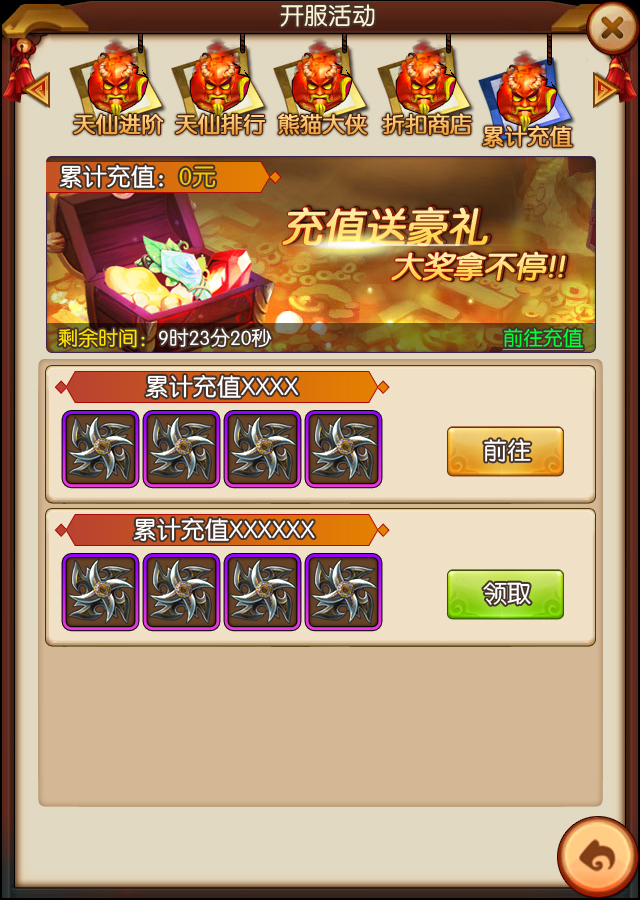 开服活动
天仙进阶 天仙排行 熊猫大侠 折扣商店 累计充值
累计充值：0元
充值送豪礼
大奖拿不停!!
剩余时间：9时23分20秒 前往充值
累计充值XXXX
前往
累计充值XXXXXX
领取